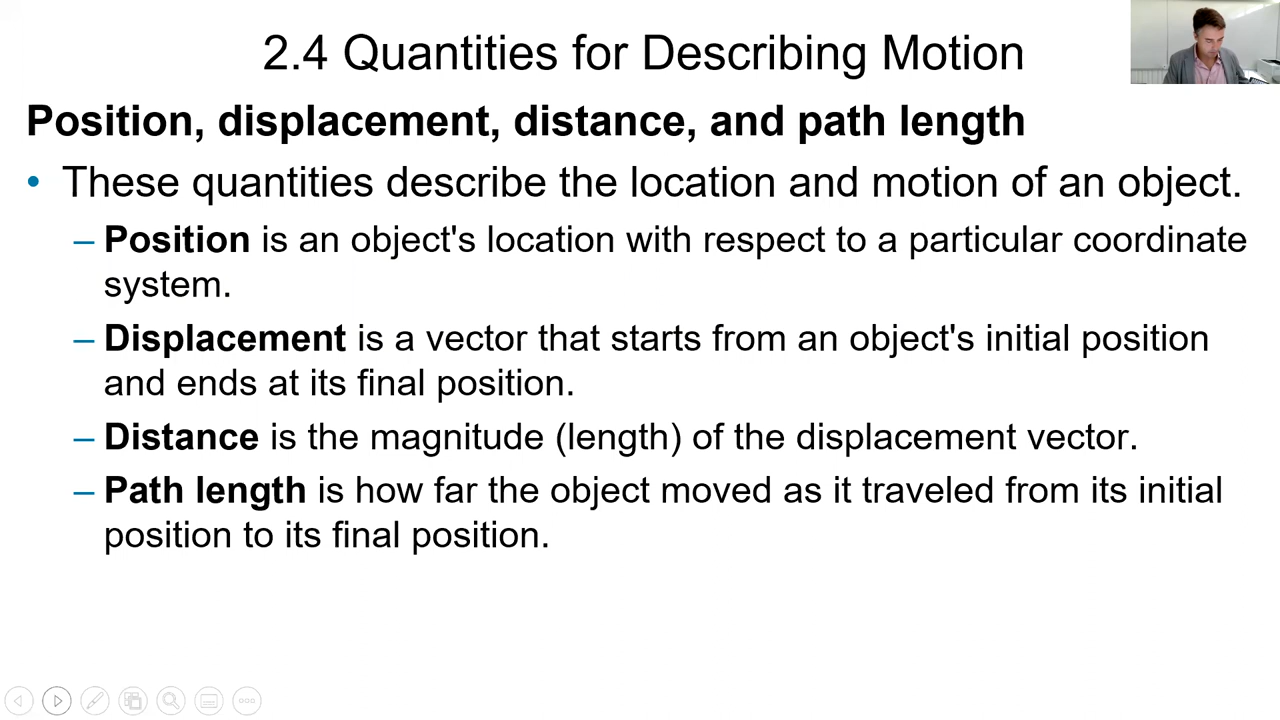 2.4 Quantities for Describing Motion
Position, displacement, distance, and path length
• These quantities describe the location and motion of an object.
– Position is an object's location with respect to a particular coordinate
system.
– Displacement is a vector that starts from an object's initial position
and ends at its final position.
– Distance is the magnitude (length) of the displacement vector.
– Path length is how far the object moved as it traveled from its initial
position to its final position.